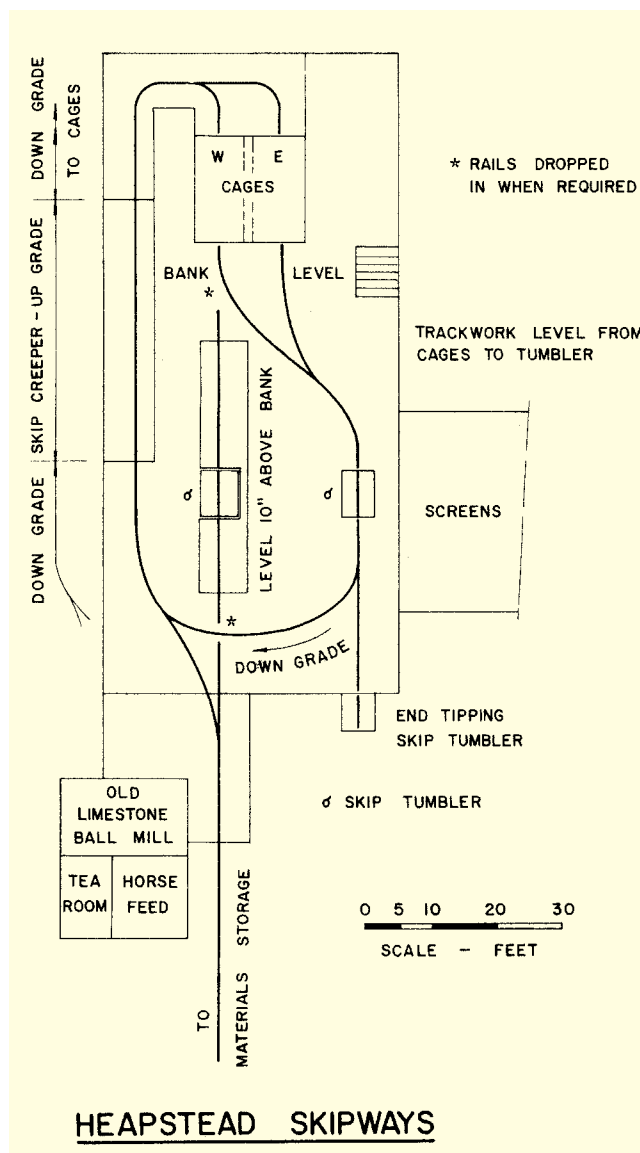 DOWN GRADE
TO CAGES
SKIP CREEPER - UP GRADE
DOWN GRADE
W E
CAGES
* RAILS DROPPED
IN WHEN REQUIRED
BANK LEVEL
*
TRACKWORK LEVEL FROM
CAGES TO TUMBLER
LEVEL 10" ABOVE BANK
♂
♂
SCREENS
*
DOWN GRADE
END TIPPING
SKIP TUMBLER
♂ SKIP TUMBLER
OLD
LIMESTONE
BALL MILL
TEA
ROOM
HORSE
FEED
TO
MATERIALS STORAGE
0 5 10 20 30
SCALE - FEET
HEAPSTEAD SKIPWAYS